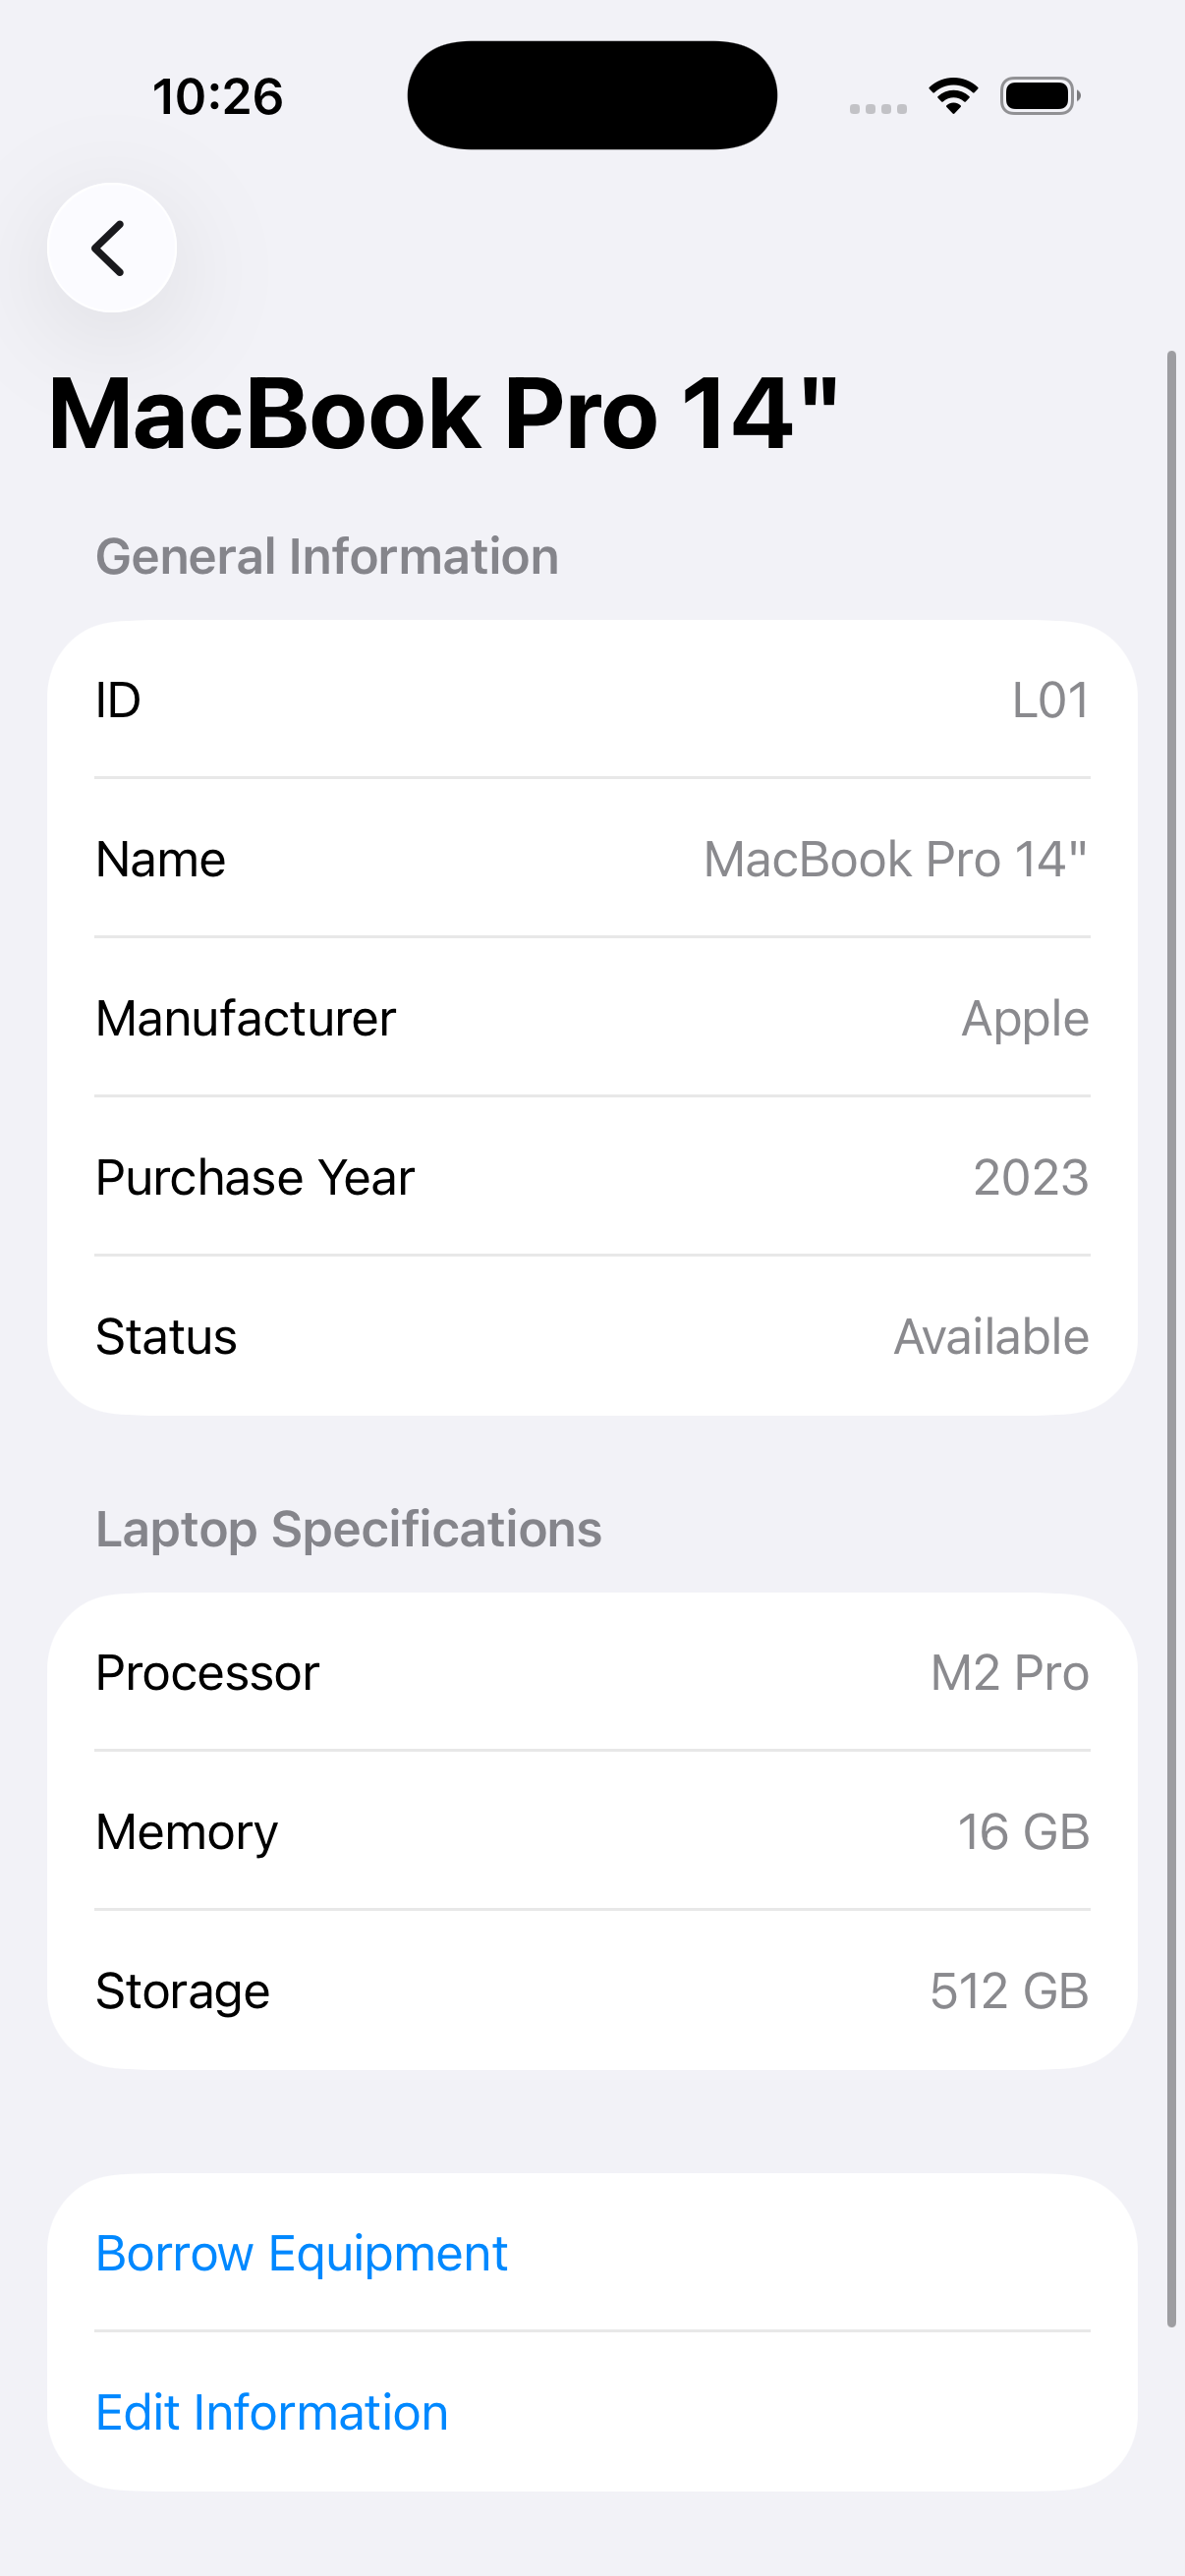 10:26
MacBook Pro 14"
General Information
ID L01
Name MacBook Pro 14"
Manufacturer Apple
Purchase Year 2023
Status Available
Laptop Specifications
Processor M2 Pro
Memory 16 GB
Storage 512 GB
Borrow Equipment
Edit Information